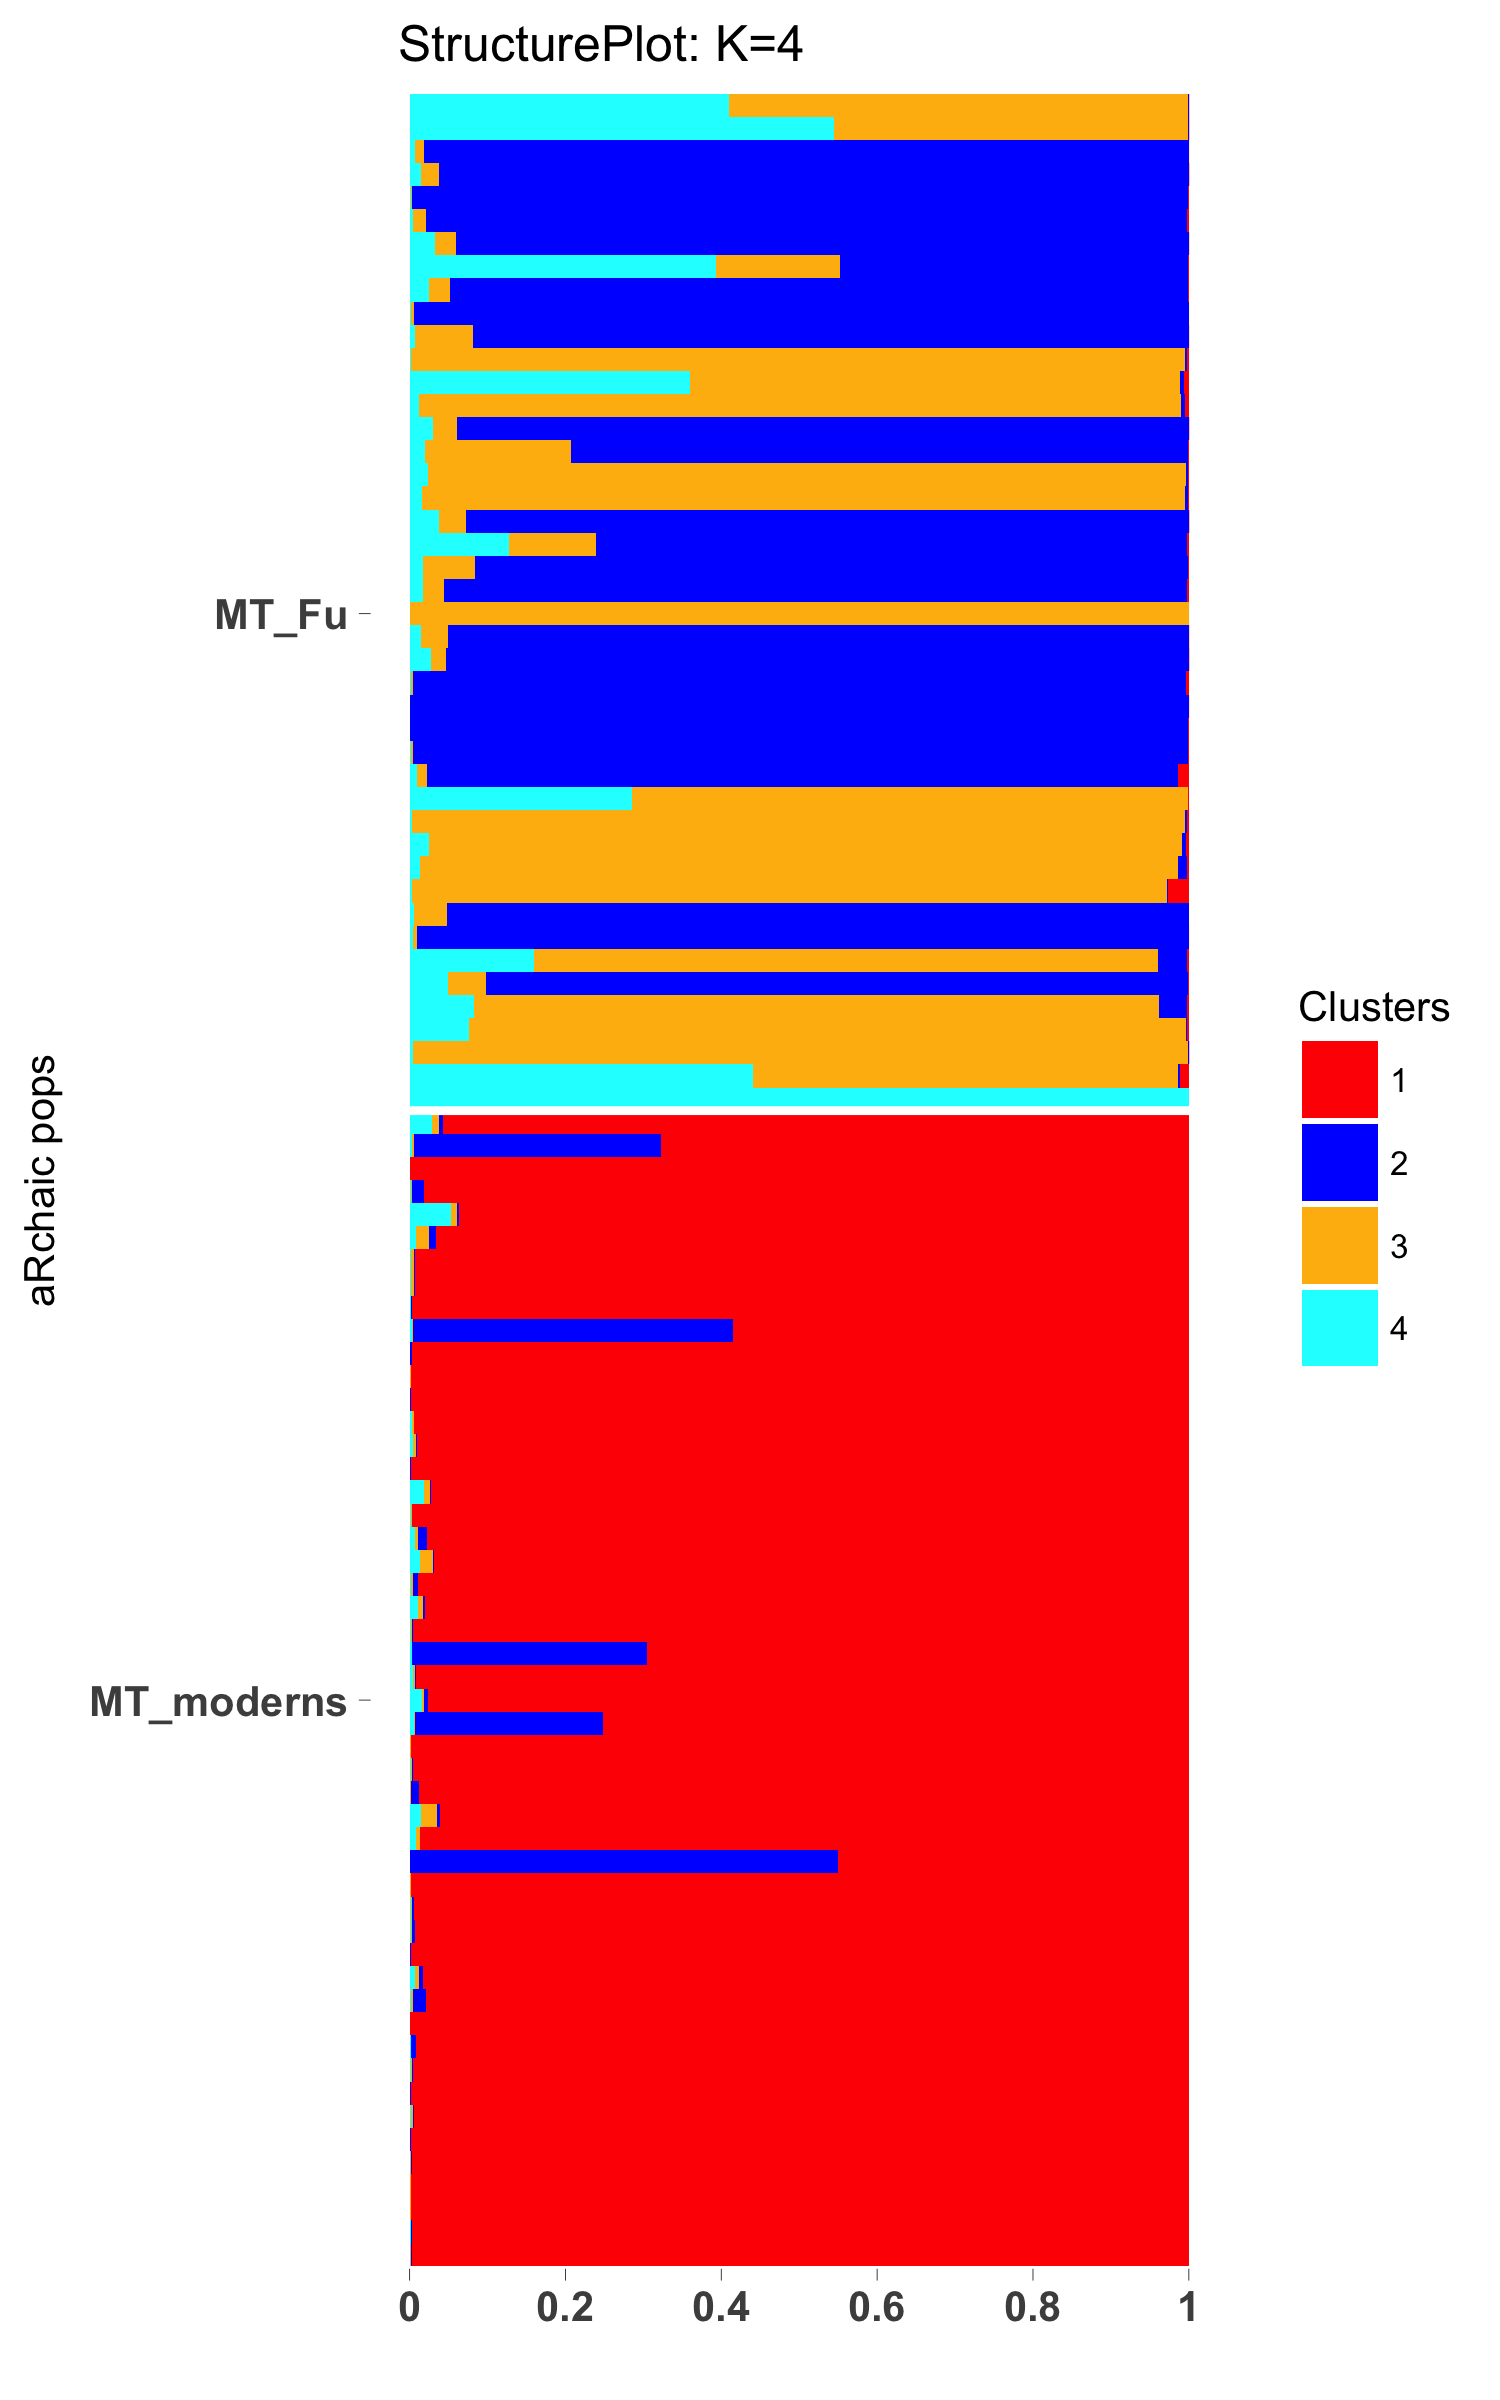 StructurePlot: K=4
MT_Fu
MT_moderns
aRchaic pops
0 0.2 0.4 0.6 0.8 1
Clusters
1
2
3
4